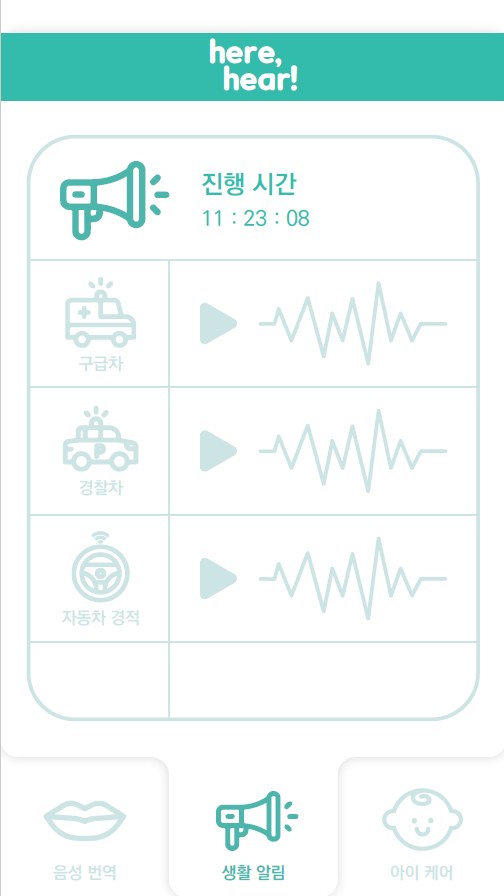 here,
hear!
진행 시간
11 : 23 : 08
구급차
P
경찰차
자동차 경적
음성 번역
생활 알림
아이 케어